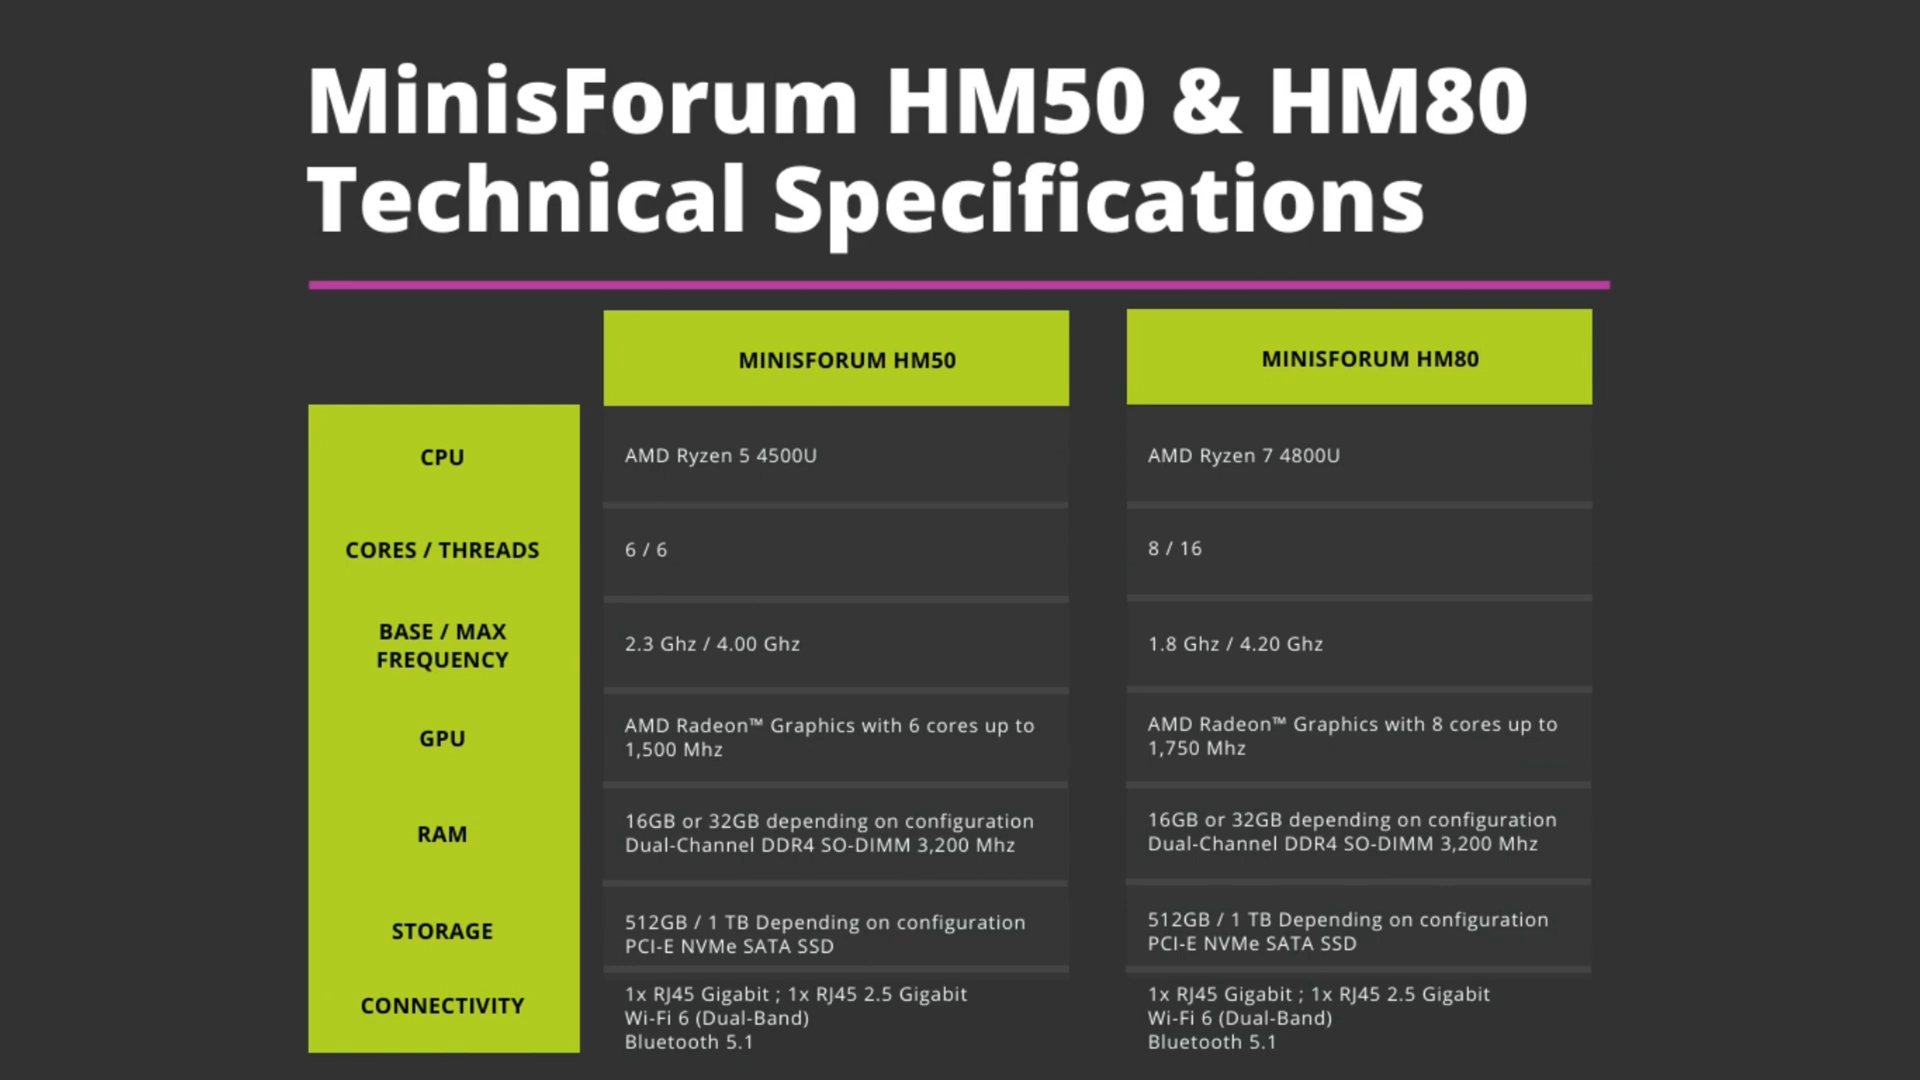 MinisForum HM50 & HM80
Technical Specifications
MINISFORUM HM50
MINISFORUM HM80
CPU
AMD Ryzen 5 4500U
AMD Ryzen 7 4800U
CORES / THREADS
6 / 6
8 / 16
BASE / MAX
FREQUENCY
2.3 Ghz / 4.00 Ghz
1.8 Ghz / 4.20 Ghz
GPU
AMD Radeon™ Graphics with 6 cores up to
1,500 Mhz
AMD Radeon™ Graphics with 8 cores up to
1,750 Mhz
RAM
16GB or 32GB depending on configuration
Dual-Channel DDR4 SO-DIMM 3,200 Mhz
16GB or 32GB depending on configuration
Dual-Channel DDR4 SO-DIMM 3,200 Mhz
STORAGE
512GB / 1 TB Depending on configuration
PCI-E NVMe SATA SSD
512GB / 1 TB Depending on configuration
PCI-E NVMe SATA SSD
CONNECTIVITY
1x RJ45 Gigabit ; 1x RJ45 2.5 Gigabit
Wi-Fi 6 (Dual-Band)
Bluetooth 5.1
1x RJ45 Gigabit ; 1x RJ45 2.5 Gigabit
Wi-Fi 6 (Dual-Band)
Bluetooth 5.1